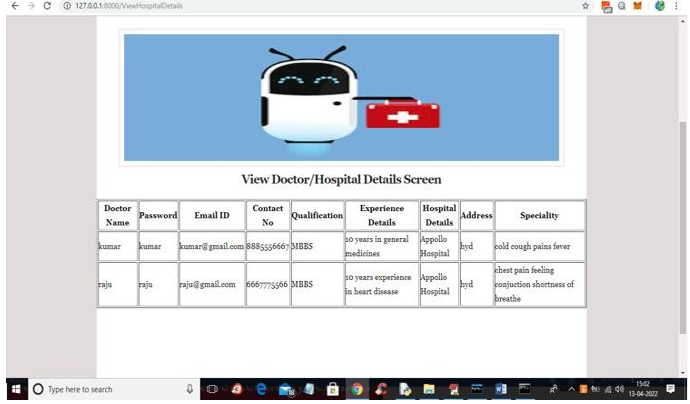 127.0.0.1:8000/ViewHospitalDetails
View Doctor/Hospital Details Screen
Doctor Name Password Email ID Contact No Qualification Experience Details Hospital Details Address Speciality
kumar kumar kumar@gmail.com 8885556667 MBBS 10 years in general medicines Appollo Hospital hyd cold cough pains fever
raju raju raju@gmail.com 6667775566 MBBS 10 years experience in heart disease Appollo Hospital hyd chest pain feeling conjuction shortness of breathe
Type here to search
15:02
13-04-2022